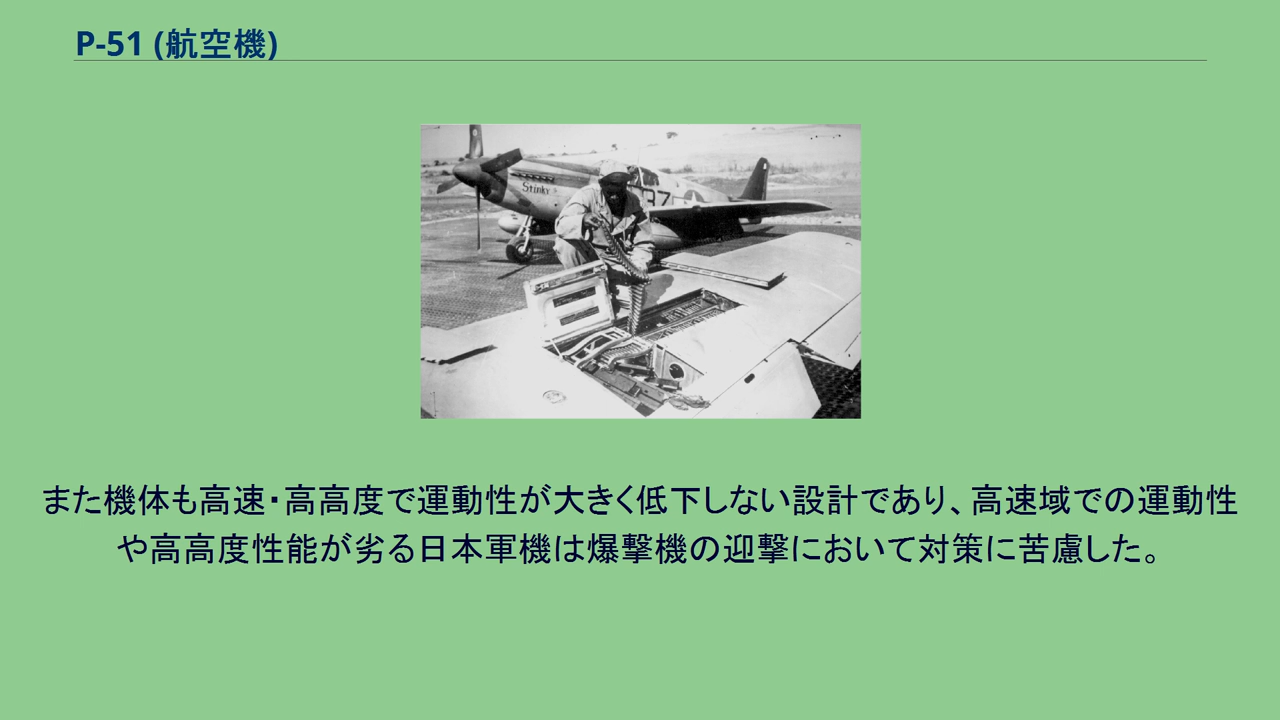 P-51 (航空機)
Stinky
37
また機体も高速・高高度で運動性が大きく低下しない設計であり、高速域での運動性
や高高度性能が劣る日本軍機は爆撃機の迎撃において対策に苦慮した。